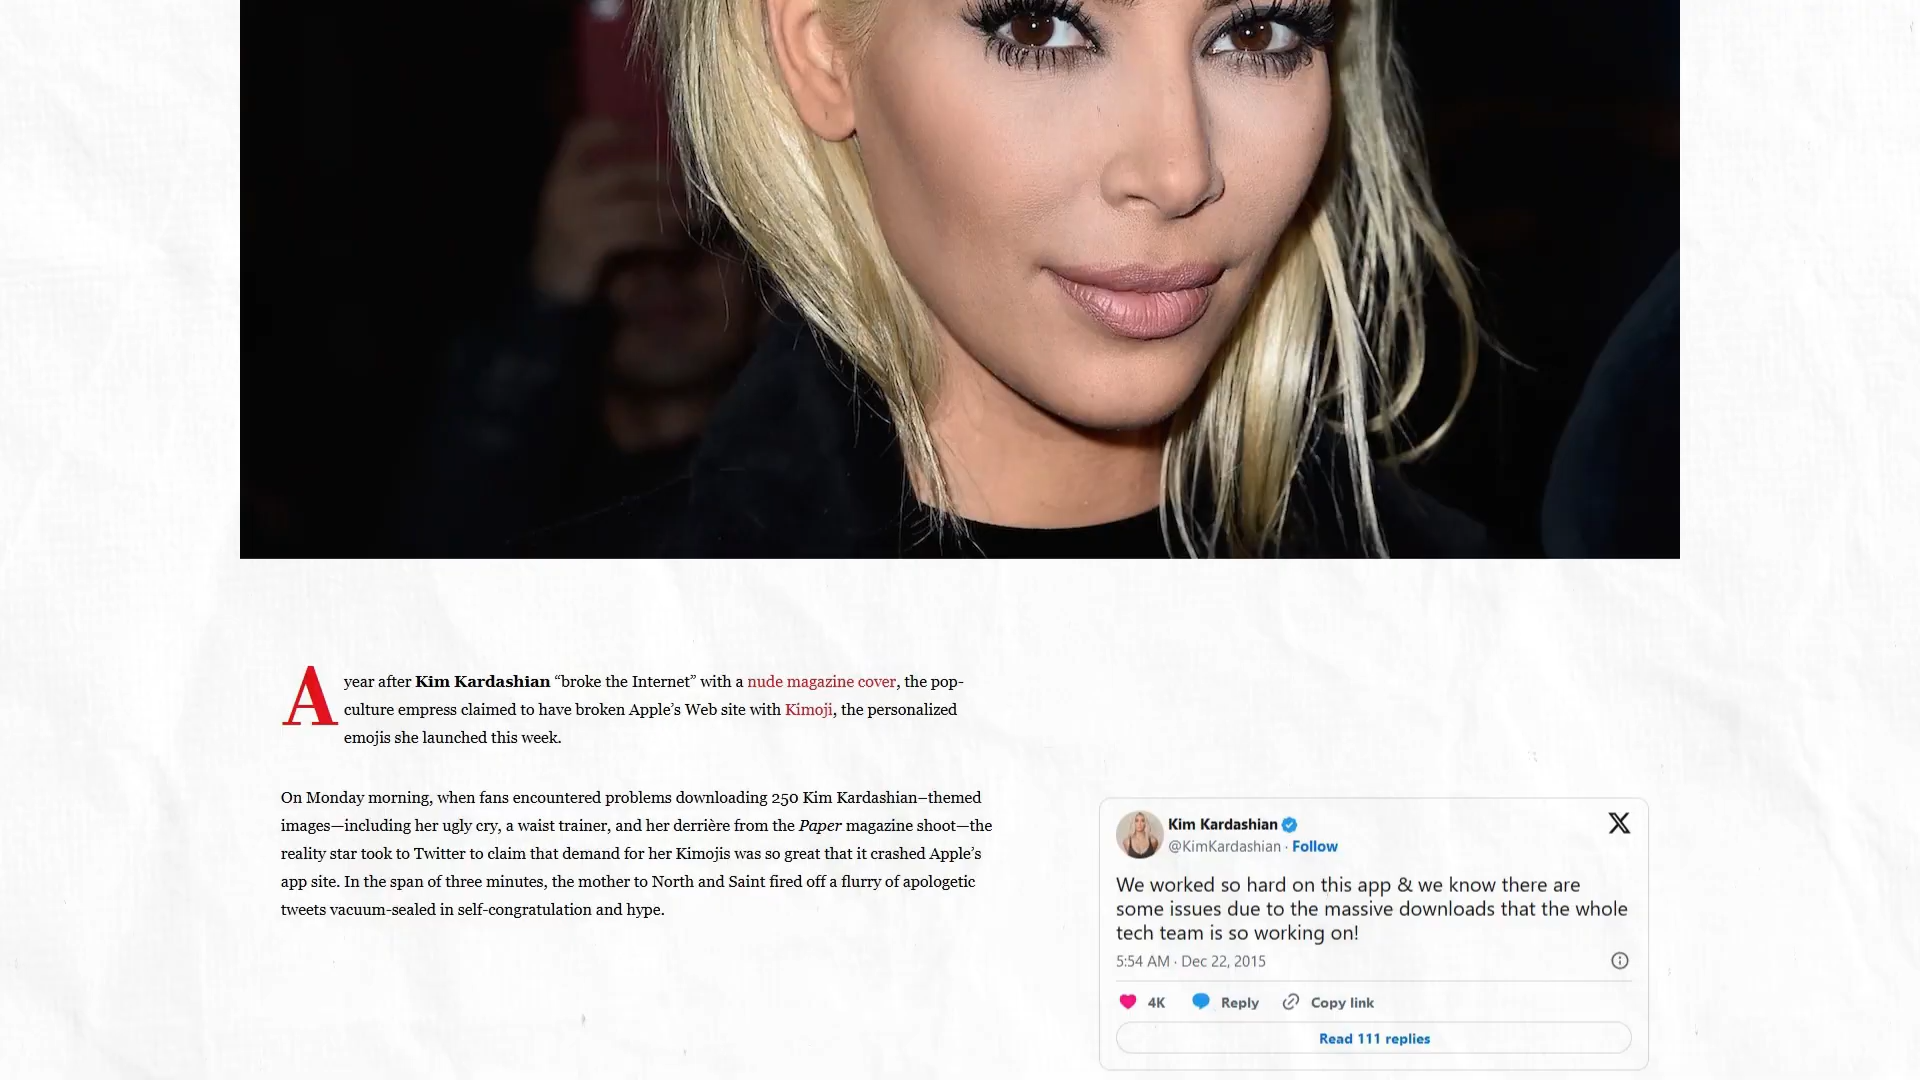 A year after Kim Kardashian “broke the Internet” with a nude magazine cover, the pop-
culture empress claimed to have broken Apple’s Web site with Kimoji, the personalized
emojis she launched this week.
On Monday morning, when fans encountered problems downloading 250 Kim Kardashian–themed
images—including her ugly cry, a waist trainer, and her derrière from the Paper magazine shoot—the
reality star took to Twitter to claim that demand for her Kimojis was so great that it crashed Apple’s
app site. In the span of three minutes, the mother to North and Saint fired off a flurry of apologetic
tweets vacuum-sealed in self-congratulation and hype.
Kim Kardashian
@KimKardashian · Follow
We worked so hard on this app & we know there are
some issues due to the massive downloads that the whole
tech team is so working on!
5:54 AM · Dec 22, 2015
4K Reply Copy link
Read 111 replies